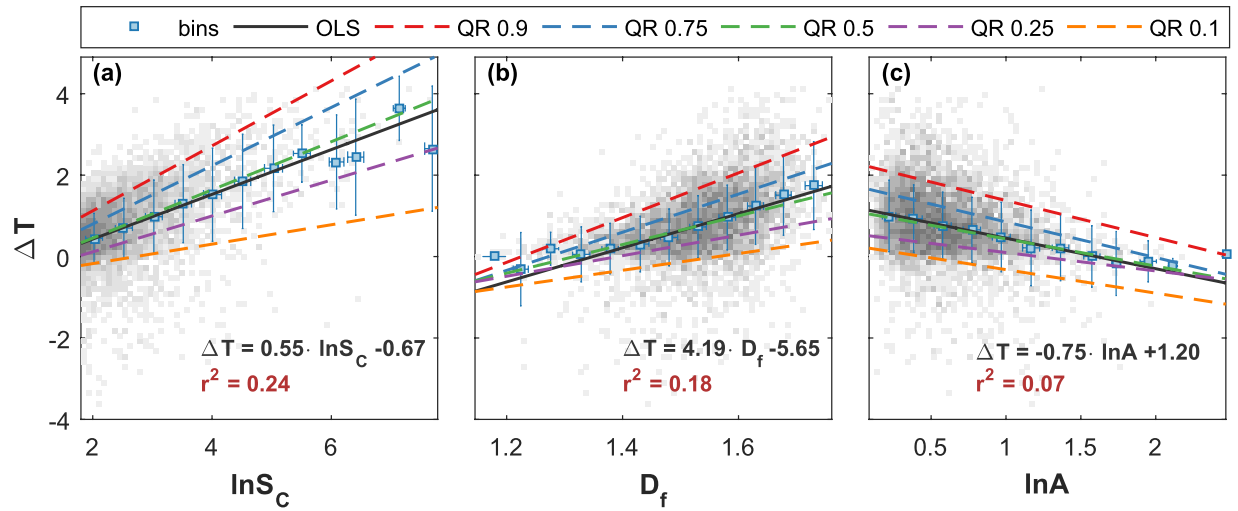 bins OLS QR 0.9 QR 0.75 QR 0.5 QR 0.25 QR 0.1
(a) (b) (c)
4
2
0
-2
-4
ΔT
ΔT = 0.55· lnS_C -0.67
r² = 0.24
ΔT = 4.19· D_f -5.65
r² = 0.18
ΔT = -0.75· lnA +1.20
r² = 0.07
2 4 6
1.2 1.4 1.6
0.5 1 1.5 2
lnS_C
D_f
lnA